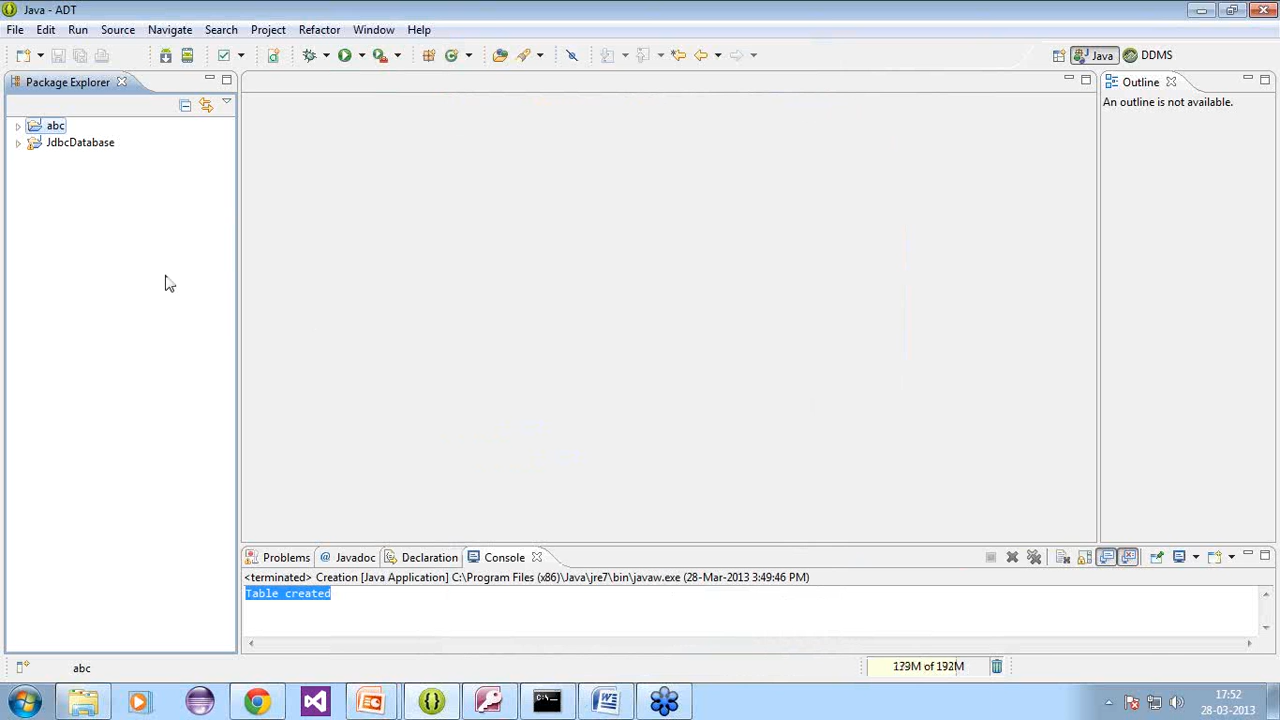 Java - ADT
File Edit Run Source Navigate Search Project Refactor Window Help
Java DDMS
Package Explorer
Outline
An outline is not available.
abc
JdbcDatabase
Problems @ Javadoc Declaration Console
<terminated> Creation [Java Application] C:\Program Files (x86)\Java\jre7\bin\javaw.exe (28-Mar-2013 3:49:46 PM)
Table created
abc
179M of 192M
17:52
28-03-2013